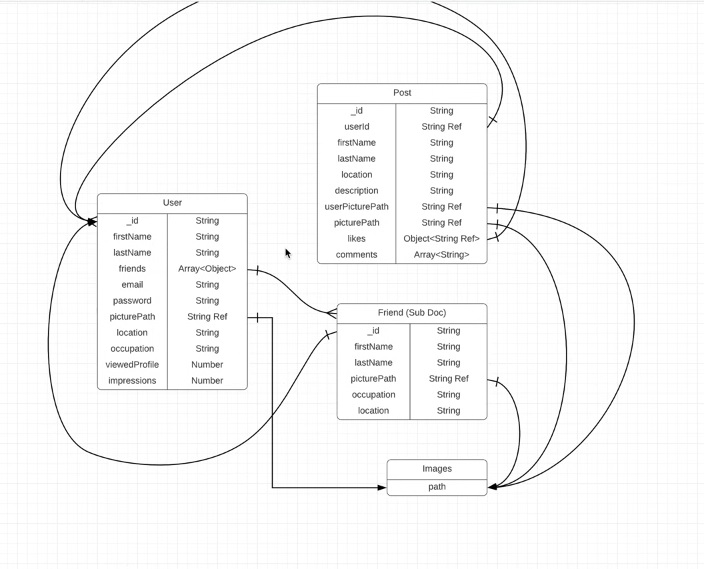 Post
_id String
userId String Ref
firstName String
lastName String
location String
description String
userPicturePath String Ref
picturePath String Ref
likes Object<String Ref>
comments Array<String>
User
_id String
firstName String
lastName String
friends Array<Object>
email String
password String
picturePath String Ref
location String
occupation String
viewedProfile Number
impressions Number
Friend (Sub Doc)
_id String
firstName String
lastName String
picturePath String Ref
occupation String
location String
Images
path